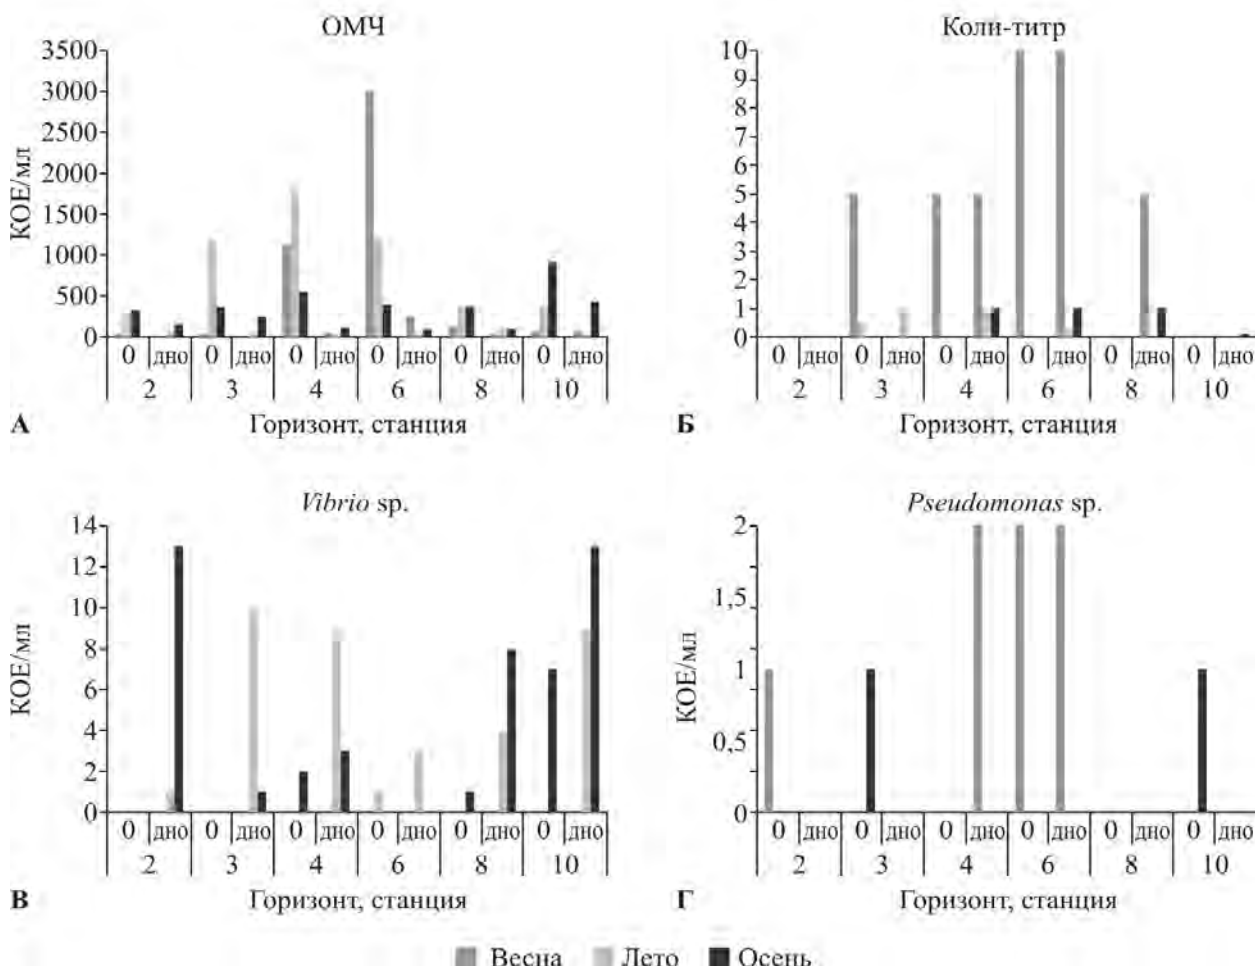 ОМЧ
КОЕ/мл
3500
3000
2500
2000
1500
1000
500
0
0 дно 0 дно 0 дно 0 дно 0 дно 0 дно
2 3 4 6 8 10
А Горизонт, станция
Коли-титр
10
9
8
7
6
5
4
3
2
1
0
0 дно 0 дно 0 дно 0 дно 0 дно 0 дно
2 3 4 6 8 10
Б Горизонт, станция
Vibrio sp.
КОЕ/мл
14
12
10
8
6
4
2
0
0 дно 0 дно 0 дно 0 дно 0 дно 0 дно
2 3 4 6 8 10
В Горизонт, станция
Pseudomonas sp.
КОЕ/мл
2
1,5
1
0,5
0
0 дно 0 дно 0 дно 0 дно 0 дно 0 дно
2 3 4 6 8 10
Г Горизонт, станция
Весна Лето Осень